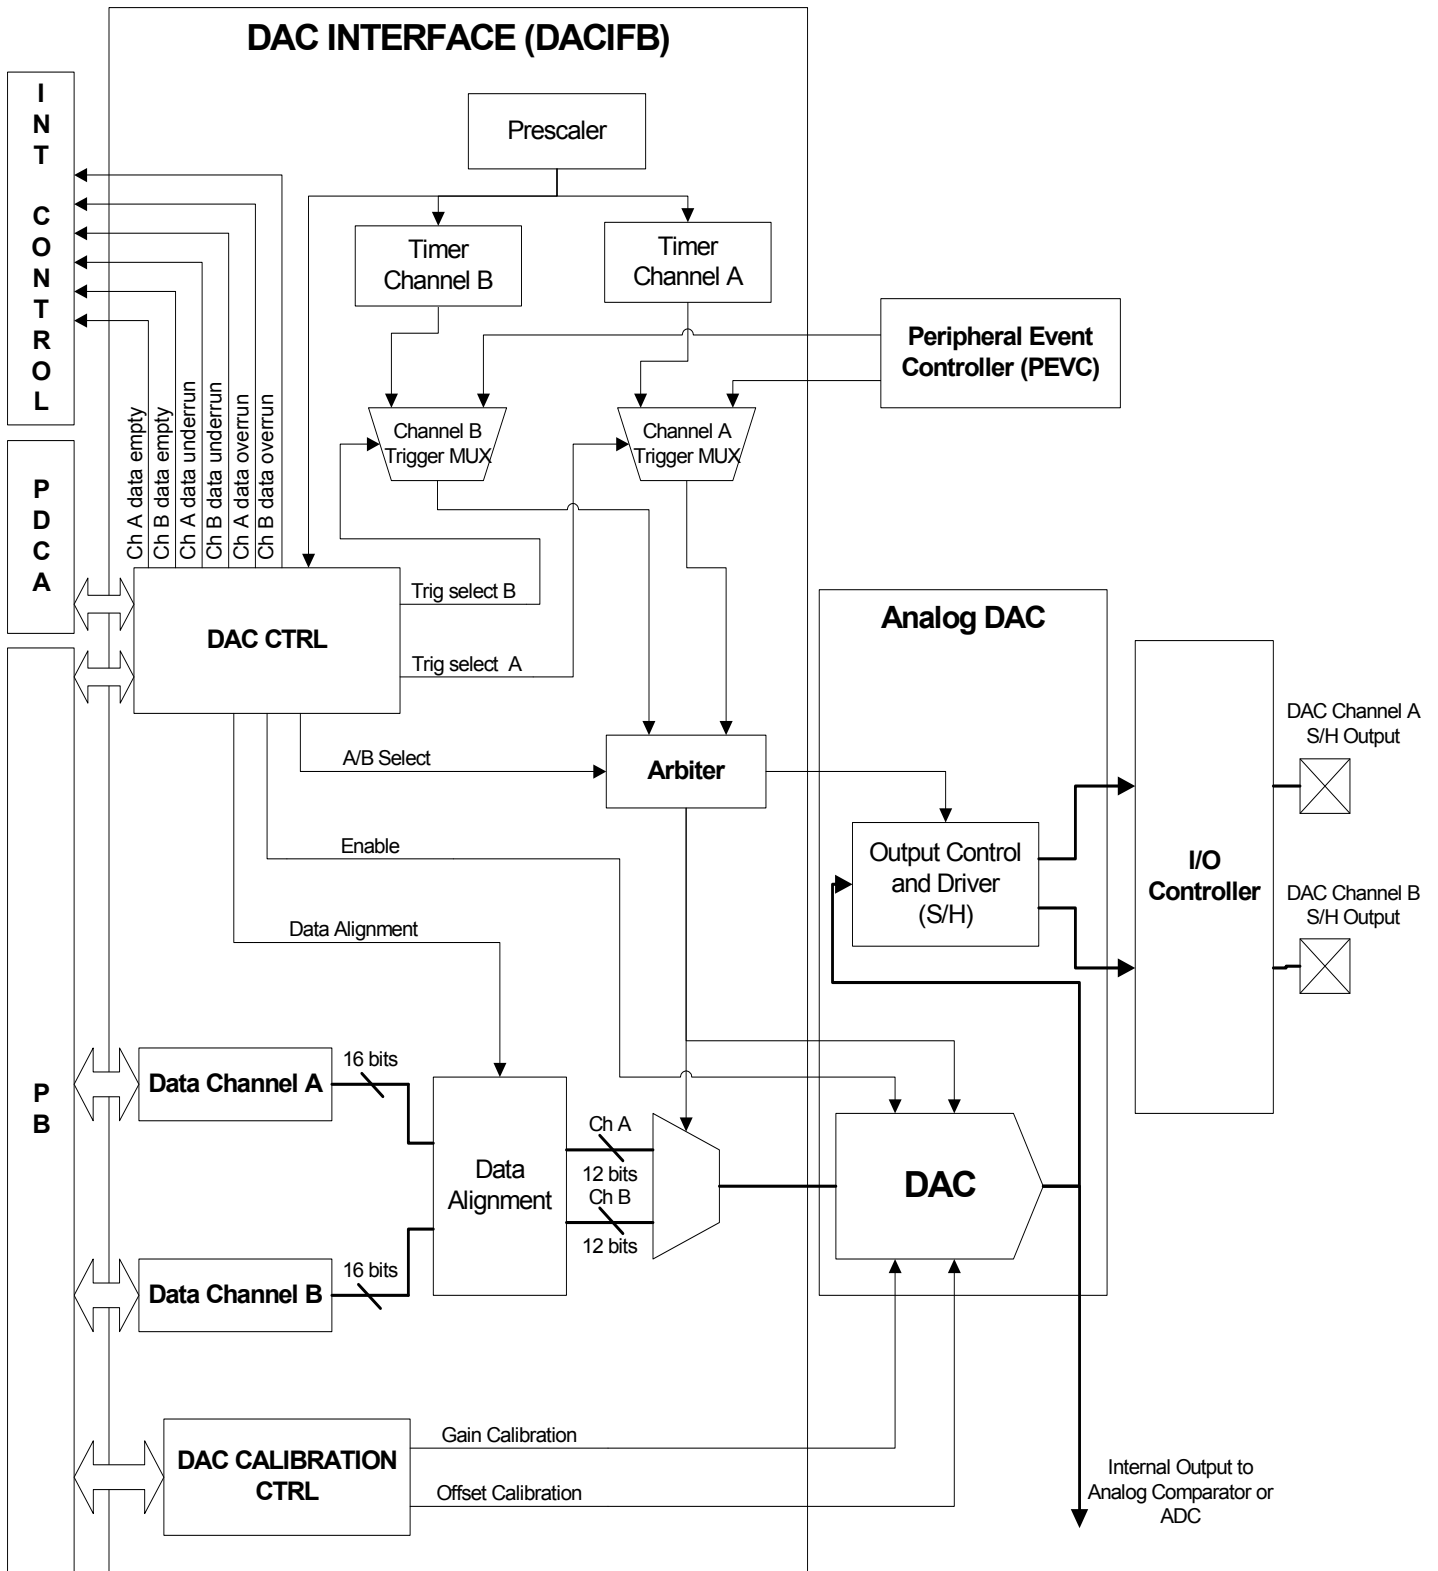 DAC INTERFACE (DACIFB)
INT CONTROL
Prescaler
Timer
Channel B
Timer
Channel A
Peripheral Event
Controller (PEVC)
Channel B
Trigger MUX
Channel A
Trigger MUX
Ch A data empty
Ch B data empty
Ch A data underrun
Ch B data underrun
Ch A data overrun
Ch B data overrun
PDCA
Trig select B
DAC CTRL
Trig select A
Analog DAC
A/B Select
Arbiter
DAC Channel A
S/H Output
Enable
Output Control
and Driver
(S/H)
I/O
Controller
DAC Channel B
S/H Output
Data Alignment
PB
Data Channel A
16 bits
Data
Alignment
Ch A
12 bits
Ch B
12 bits
DAC
Data Channel B
16 bits
DAC CALIBRATION
CTRL
Gain Calibration
Offset Calibration
Internal Output to
Analog Comparator or
ADC